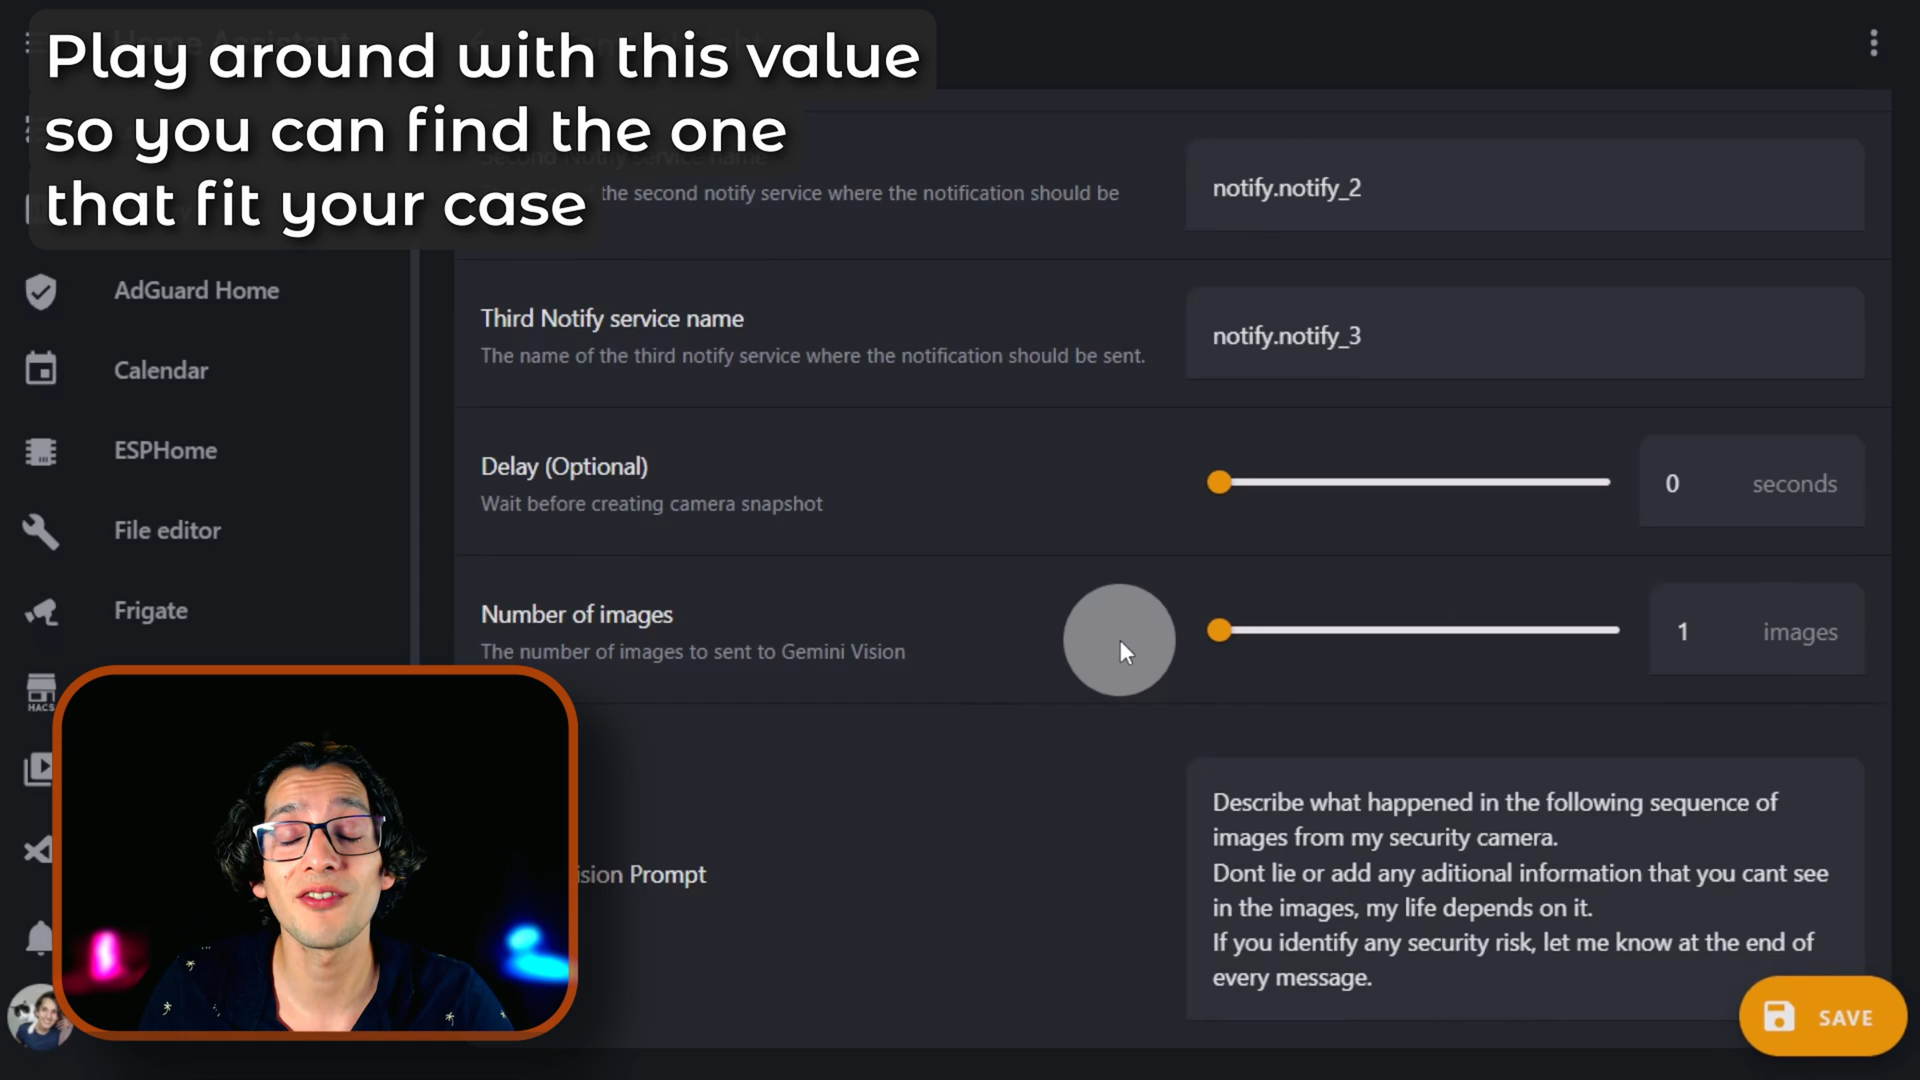 Play around with this value
so you can find the one
that fit your case
the second notify service where the notification should be
notify.notify_2
AdGuard Home
Third Notify service name
The name of the third notify service where the notification should be sent.
notify.notify_3
Calendar
ESPHome
Delay (Optional)
Wait before creating camera snapshot
0 seconds
File editor
Frigate
Number of images
The number of images to sent to Gemini Vision
1 images
HACS
ision Prompt
Describe what happened in the following sequence of
images from my security camera.
Dont lie or add any aditional information that you cant see
in the images, my life depends on it.
If you identify any security risk, let me know at the end of
every message.
SAVE